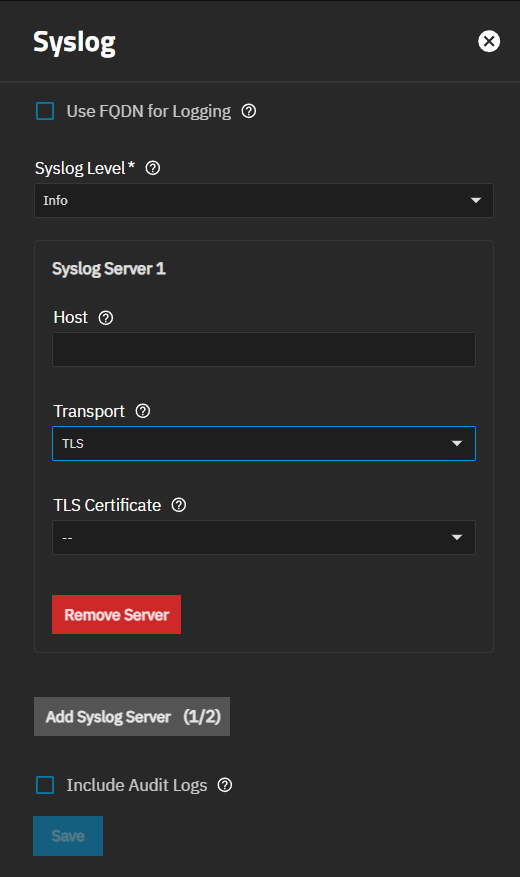 Syslog
Use FQDN for Logging
Syslog Level*
Info
Syslog Server 1
Host
Transport
TLS
TLS Certificate
--
Remove Server
Add Syslog Server (1/2)
Include Audit Logs
Save